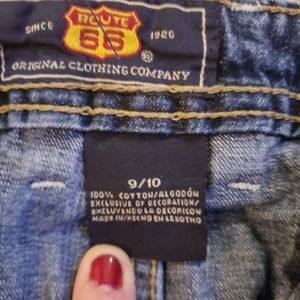 ROUTE
66
SINCE 1926
®
ORIGINAL CLOTHING COMPANY
9/10
100% COTTON/ALGODÓN
EXCLUSIVE OF DECORATION/
EXCLUYENDO LA DECORICION
MADE IN/HECHO EN LESOTHO